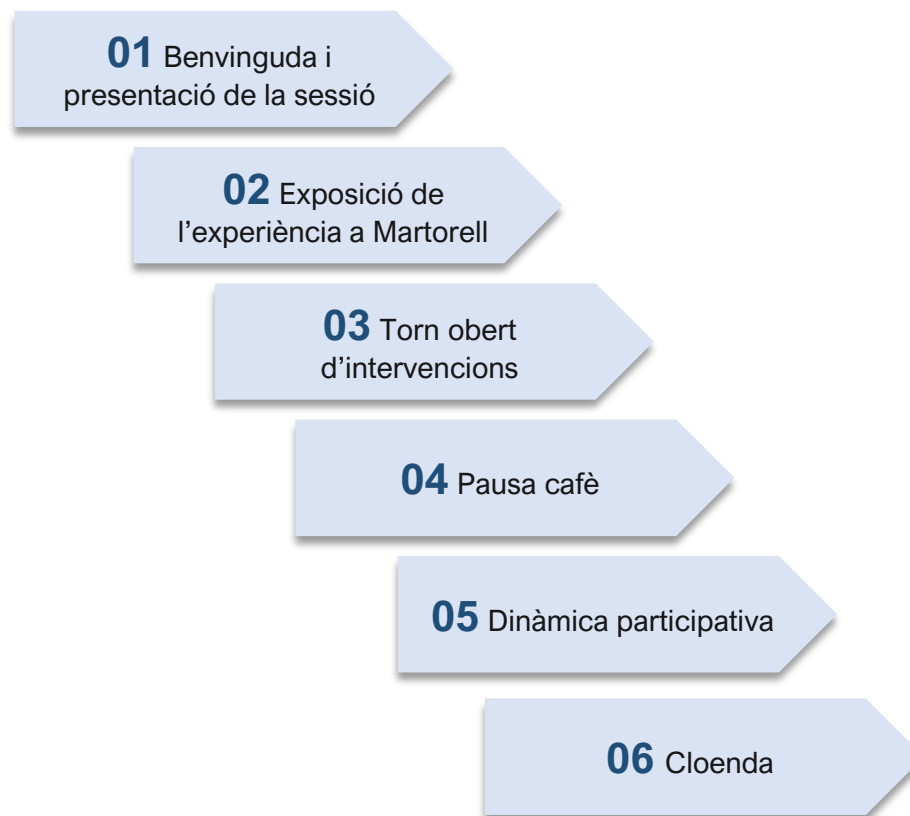 01 Benvinguda i
presentació de la sessió
02 Exposició de
l’experiència a Martorell
03 Torn obert
d’intervencions
04 Pausa cafè
05 Dinàmica participativa
06 Cloenda